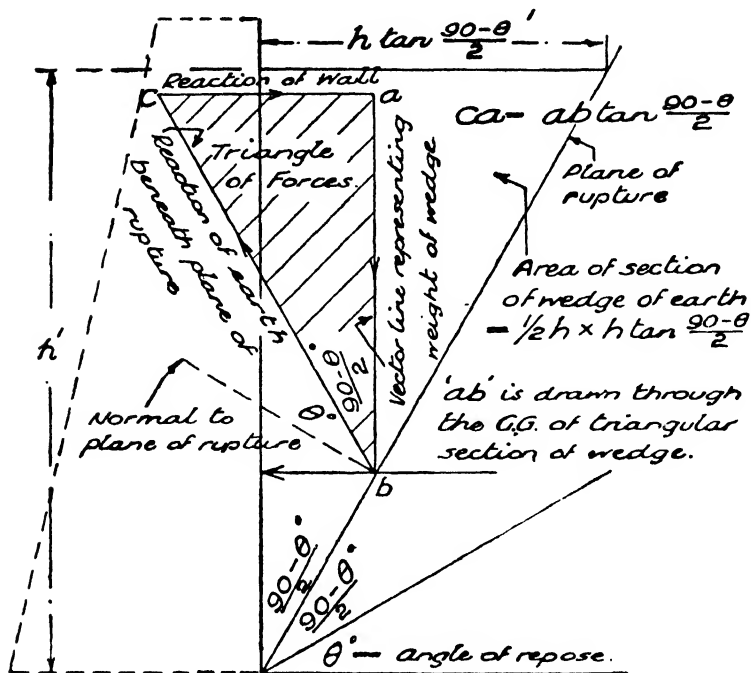 h tan 90-θ/2 '
Reaction of Wall
c
a
ca= ab tan 90-θ/2
Triangle
of Forces.
Reaction of earth
beneath plane of
rupture
Plane of
rupture
Vector line representing
weight of wedge
Area of section
of wedge of earth
= 1/2 h × h tan 90-θ/2
h'
90-θ°/2
θ°
Normal to
plane of rupture
'ab' is drawn through
the C.G. of triangular
section of wedge.
b
90-θ°/2
90-θ°/2
θ° = angle of repose.